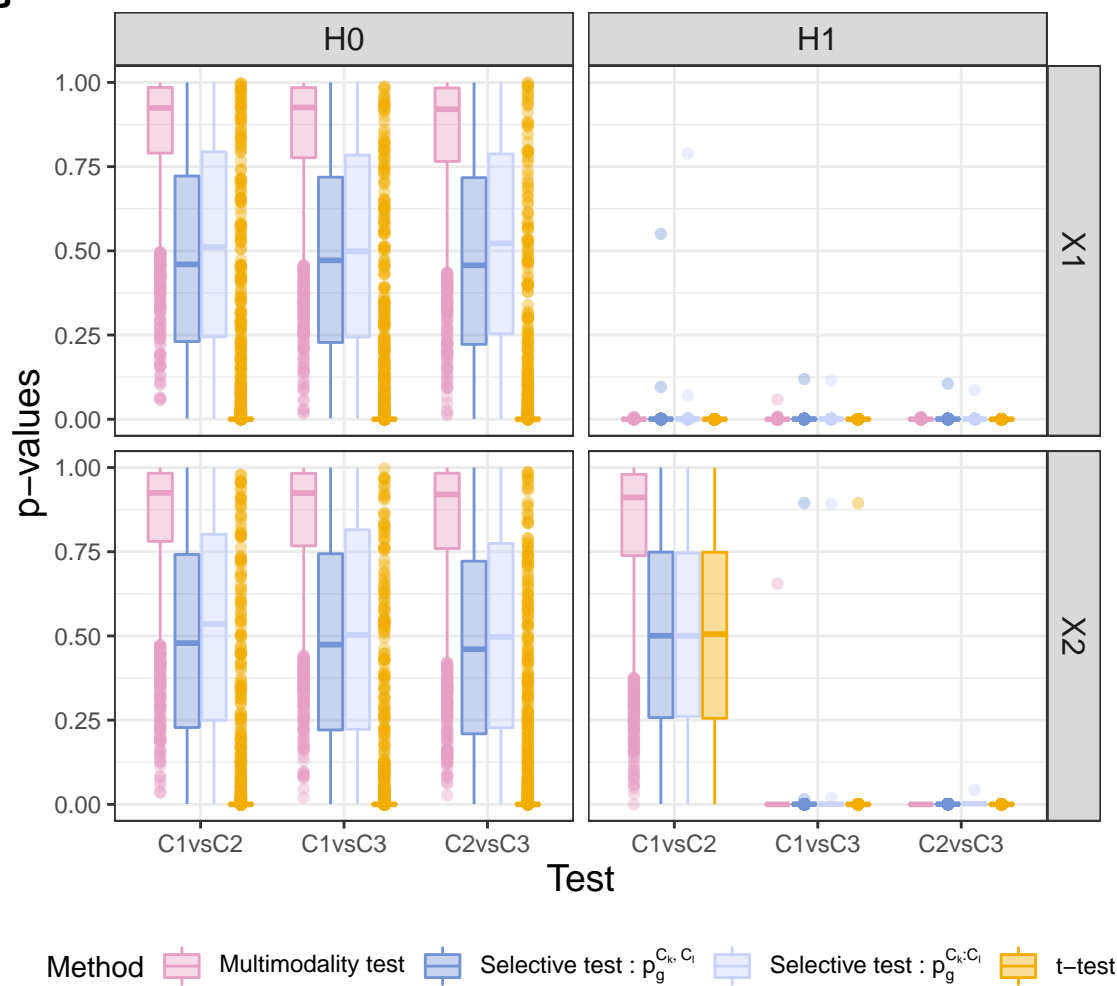 H0 H1
1.00
0.75
0.50
0.25
0.00
X1
p−values
1.00
0.75
0.50
0.25
0.00
X2
C1vsC2 C1vsC3 C2vsC3 C1vsC2 C1vsC3 C2vsC3
Test
Method Multimodality test Selective test : p_g^{C_k, C_l} Selective test : p_g^{C_k:C_l} t−test